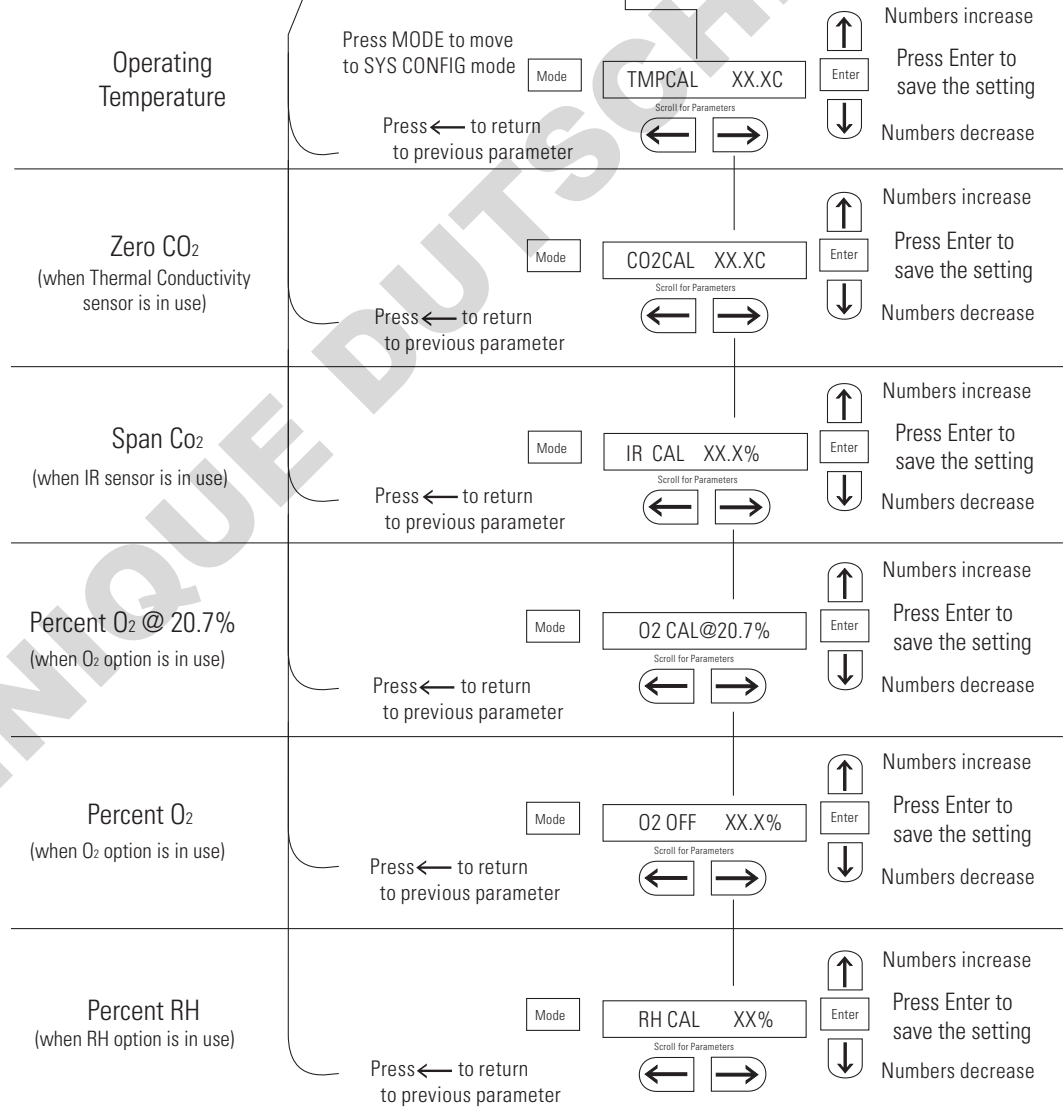 Operating
Temperature
Press MODE to move
to SYS CONFIG mode
Mode
TMPCAL XX.XC
Scroll for Parameters
Press ← to return
to previous parameter
Numbers increase
Enter
Press Enter to
save the setting
Numbers decrease
Zero CO2
(when Thermal Conductivity
sensor is in use)
Mode
CO2CAL XX.XC
Scroll for Parameters
Press ← to return
to previous parameter
Numbers increase
Enter
Press Enter to
save the setting
Numbers decrease
Span Co2
(when IR sensor is in use)
Mode
IR CAL XX.X%
Scroll for Parameters
Press ← to return
to previous parameter
Numbers increase
Enter
Press Enter to
save the setting
Numbers decrease
Percent O2 @ 20.7%
(when O2 option is in use)
Mode
O2 CAL@20.7%
Scroll for Parameters
Press ← to return
to previous parameter
Numbers increase
Enter
Press Enter to
save the setting
Numbers decrease
Percent O2
(when O2 option is in use)
Mode
O2 OFF XX.X%
Scroll for Parameters
Press ← to return
to previous parameter
Numbers increase
Enter
Press Enter to
save the setting
Numbers decrease
Percent RH
(when RH option is in use)
Mode
RH CAL XX%
Scroll for Parameters
Press ← to return
to previous parameter
Numbers increase
Enter
Press Enter to
save the setting
Numbers decrease
NIQUE DUTSCH